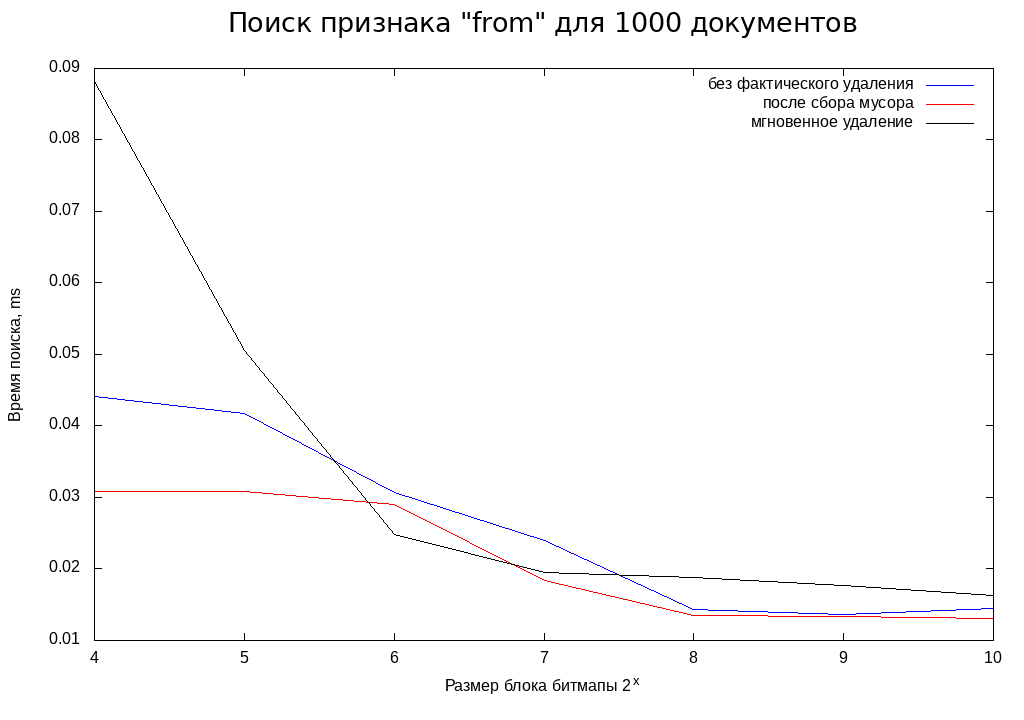 Поиск признака "from" для 1000 документов
0.09
0.08
0.07
0.06
0.05
0.04
0.03
0.02
0.01
Время поиска, ms
без фактического удаления
после сбора мусора
мгновенное удаление
4 5 6 7 8 9 10
Размер блока битмапы 2^x